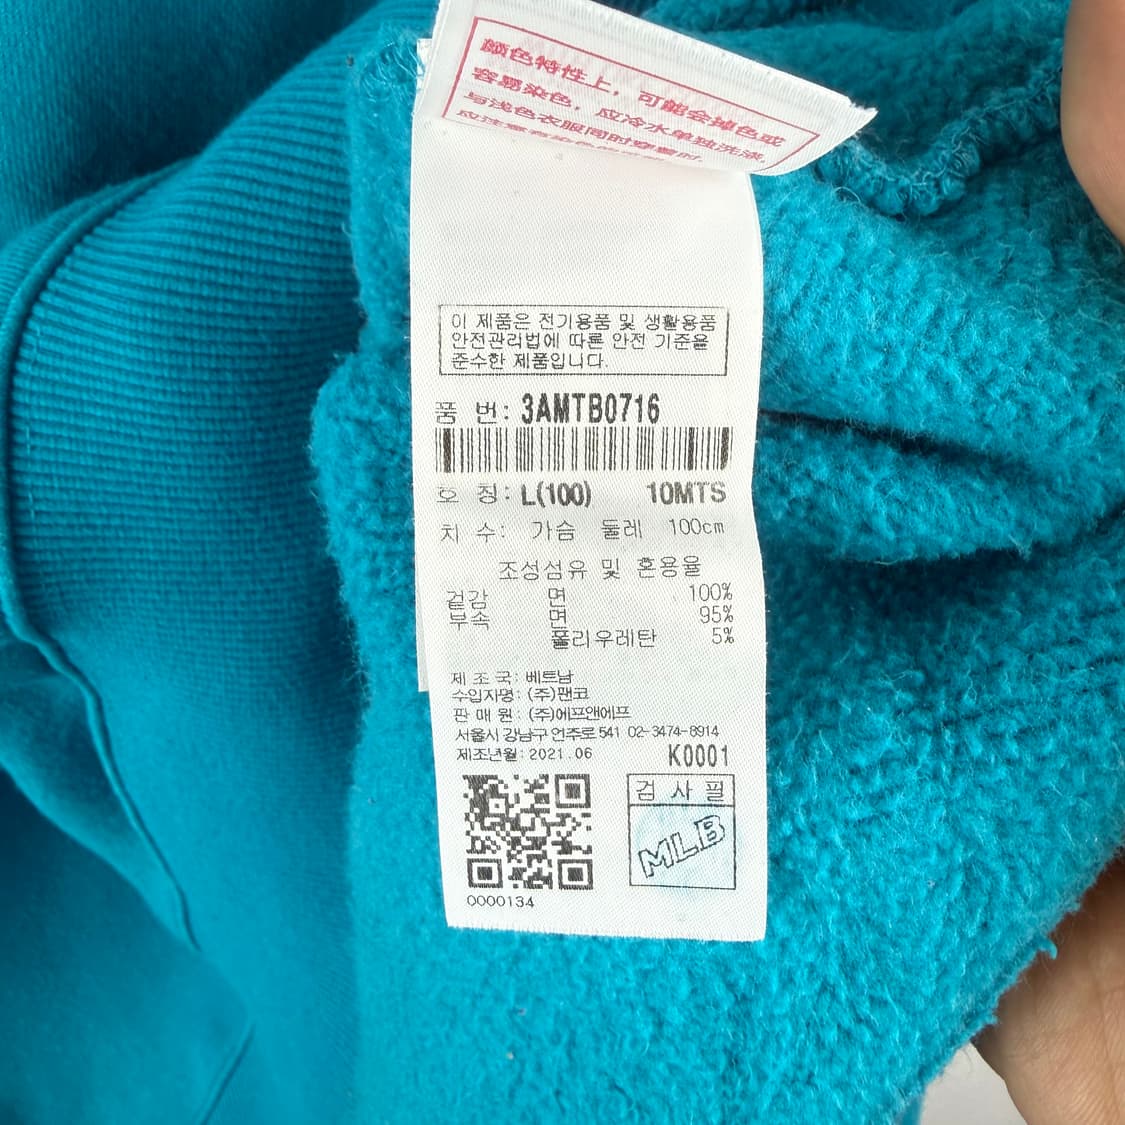 颜色特性上，可能会掉色或
容易染色，应冷水单独洗涤，
与浅色衣服同时穿着时，
이 제품은 전기용품 및 생활용품
안전관리법에 따른 안전 기준을
준수한 제품입니다.
품 번: 3AMTB0716
호 칭: L(100) 10MTS
치 수: 가슴 둘레 100cm
조성섬유 및 혼용율
겉감 면 100%
부속 면 95%
폴리우레탄 5%
제 조 국: 베트남
수입자명: (주)팬코
판 매 원: (주)에프앤에프
서울시 강남구 언주로 541 02-3474-8914
제조년월: 2021.06 K0001
검 사 필
MLB
0000134